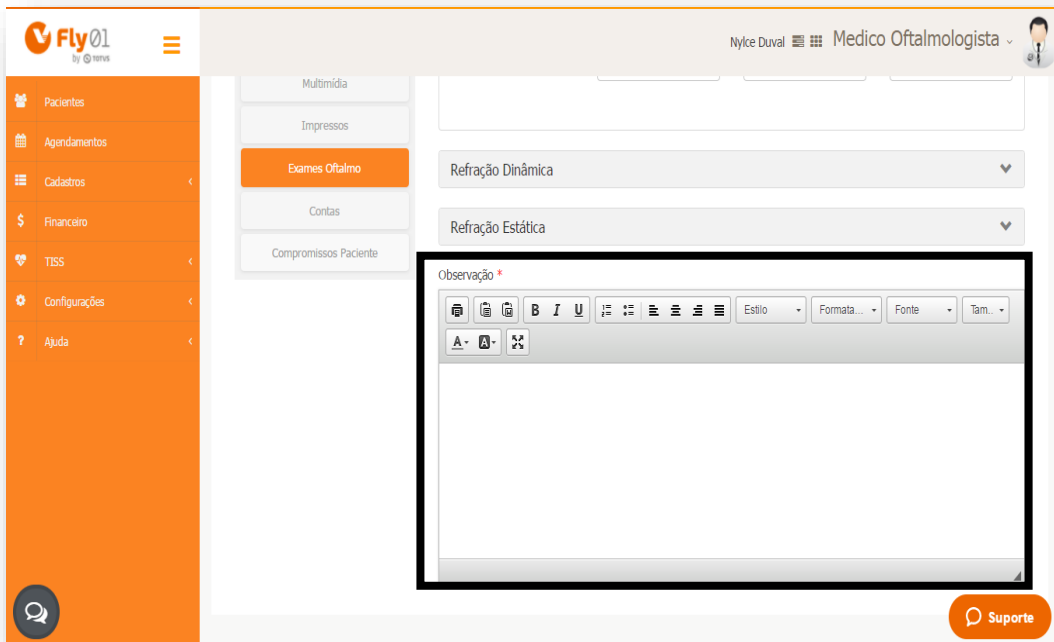 Fly01
by TOTVS
Nylce Duval
Medico Oftalmologista
Pacientes
Agendamentos
Cadastros
Financeiro
TISS
Configurações
Ajuda
Multimídia
Impressos
Exames Oftalmo
Contas
Compromissos Paciente
Refração Dinâmica
Refração Estática
Observação *
B I U
Estilo
Formata...
Fonte
Tam..
A
A
Suporte